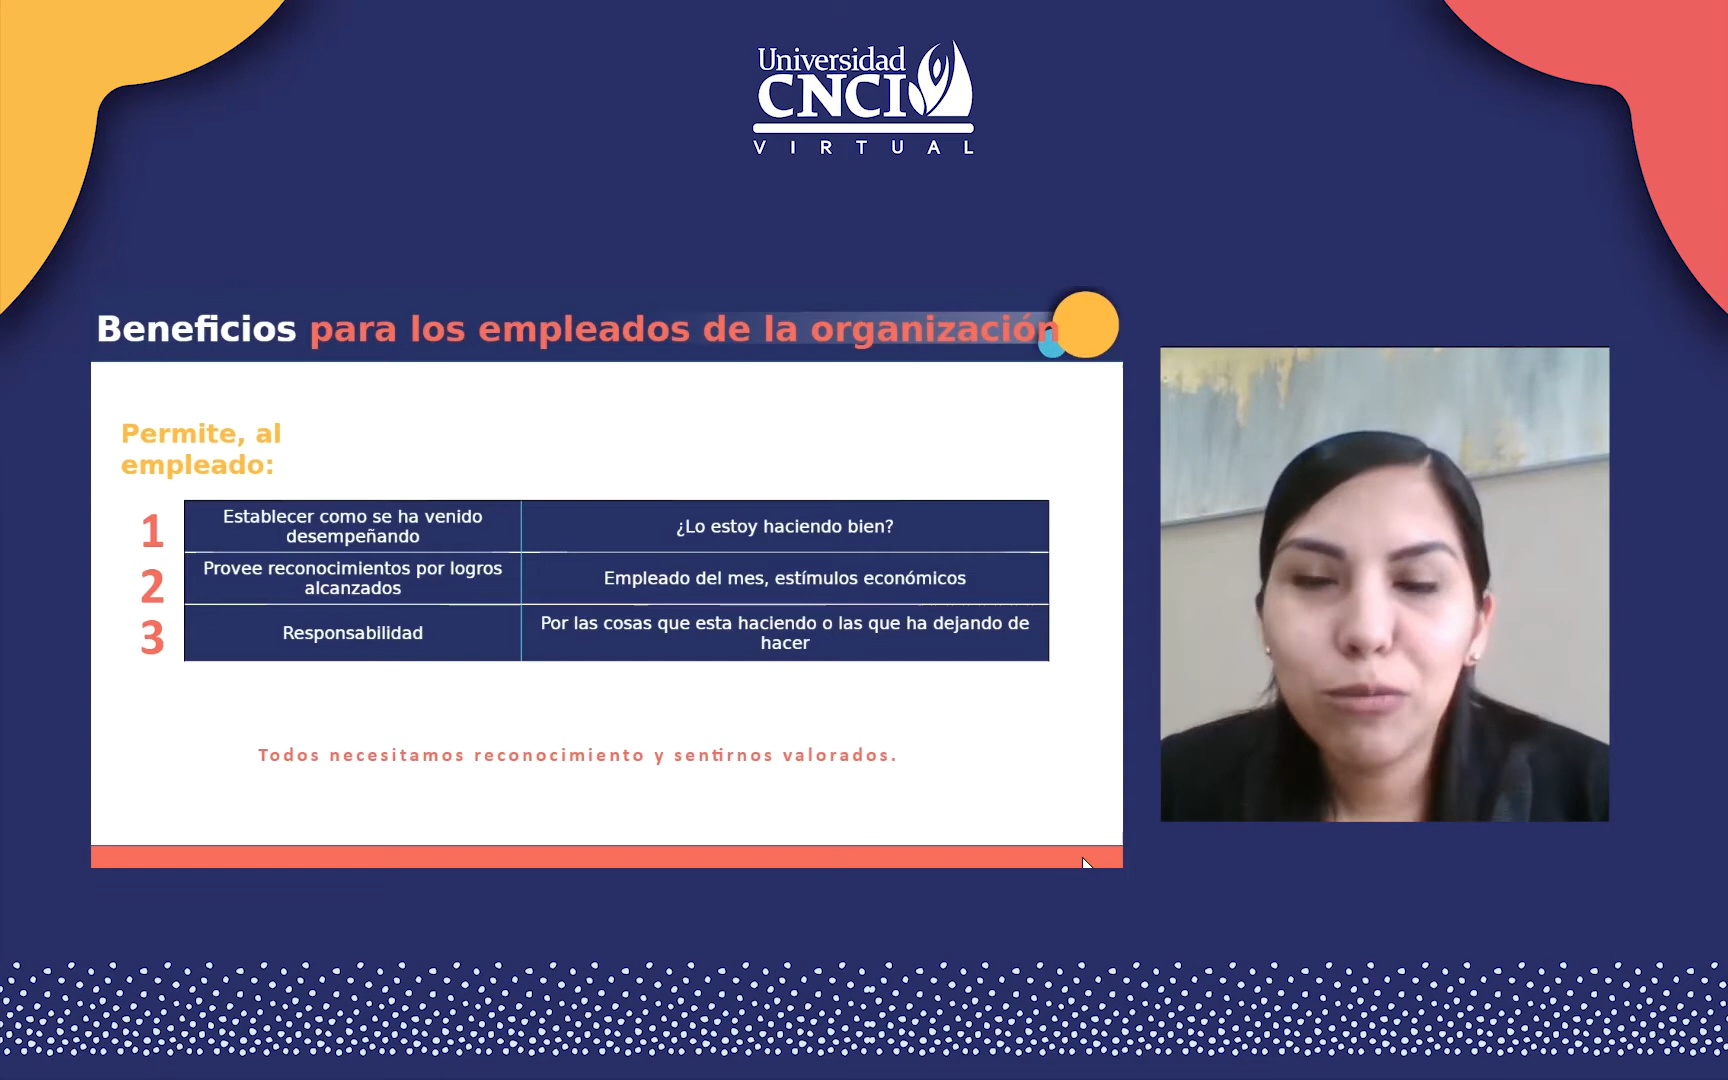 Universidad
CNCI
VIRTUAL
Beneficios para los empleados de la organización
Permite, al
empleado:
1
Establecer como se ha venido
desempeñando
¿Lo estoy haciendo bien?
2
Provee reconocimientos por logros
alcanzados
Empleado del mes, estímulos económicos
3
Responsabilidad
Por las cosas que esta haciendo o las que ha dejando de
hacer
Todos necesitamos reconocimiento y sentirnos valorados.